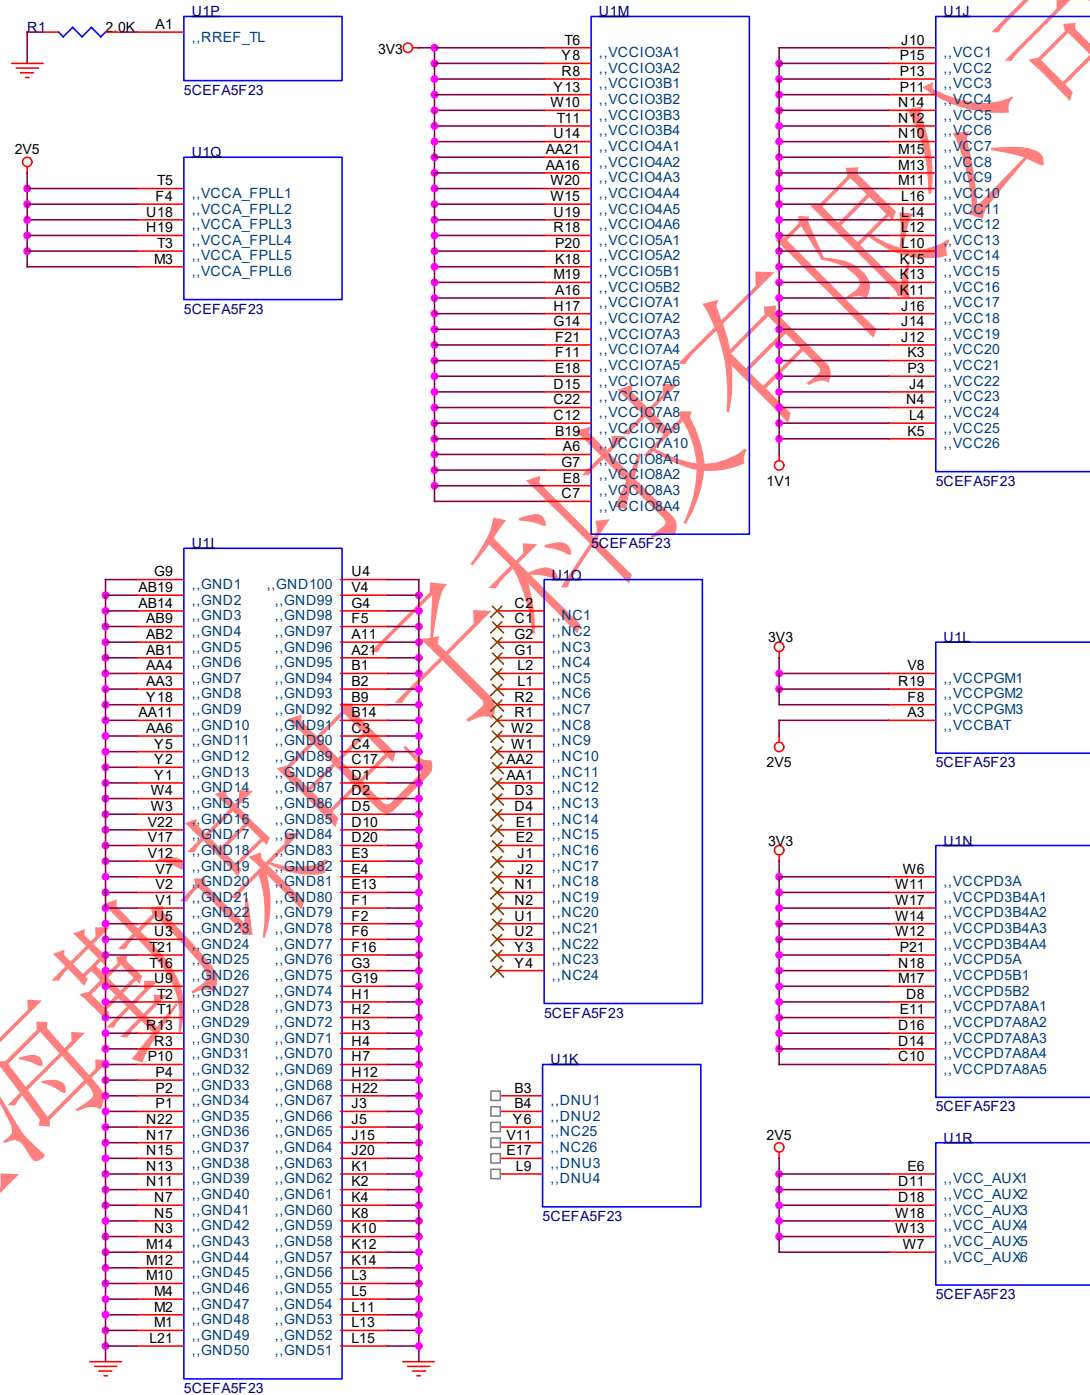 U1P
R1 2.0K A1 ,,RREF_TL
5CEFA5F23
2V5
U1Q
T5 ,,VCCA_FPLL1
F4 ,,VCCA_FPLL2
U18 ,,VCCA_FPLL3
H19 ,,VCCA_FPLL4
T3 ,,VCCA_FPLL5
M3 ,,VCCA_FPLL6
5CEFA5F23
U1M
3V3
T6 ,,VCCIO3A1
Y8 ,,VCCIO3A2
R8 ,,VCCIO3B1
Y13 ,,VCCIO3B2
W10 ,,VCCIO3B3
T11 ,,VCCIO3B4
U14 ,,VCCIO4A1
AA21 ,,VCCIO4A2
AA16 ,,VCCIO4A3
W20 ,,VCCIO4A4
W15 ,,VCCIO4A5
U19 ,,VCCIO4A6
R18 ,,VCCIO5A1
P20 ,,VCCIO5A2
K18 ,,VCCIO5B1
M19 ,,VCCIO5B2
A16 ,,VCCIO7A1
H17 ,,VCCIO7A2
G14 ,,VCCIO7A3
F21 ,,VCCIO7A4
F11 ,,VCCIO7A5
E18 ,,VCCIO7A6
D15 ,,VCCIO7A7
C22 ,,VCCIO7A8
C12 ,,VCCIO7A9
B19 ,,VCCIO7A10
A6 ,,VCCIO8A1
G7 ,,VCCIO8A2
E8 ,,VCCIO8A3
C7 ,,VCCIO8A4
5CEFA5F23
U1J
J10 ,,VCC1
P15 ,,VCC2
P13 ,,VCC3
P11 ,,VCC4
N14 ,,VCC5
N12 ,,VCC6
N10 ,,VCC7
M15 ,,VCC8
M13 ,,VCC9
M11 ,,VCC10
L16 ,,VCC11
L14 ,,VCC12
L12 ,,VCC13
L10 ,,VCC14
K15 ,,VCC15
K13 ,,VCC16
K11 ,,VCC17
J16 ,,VCC18
J14 ,,VCC19
J12 ,,VCC20
K3 ,,VCC21
P3 ,,VCC22
J4 ,,VCC23
N4 ,,VCC24
L4 ,,VCC25
K5 ,,VCC26
1V1
5CEFA5F23
U1I
G9 ,,GND1 ,,GND100 U4
AB19 ,,GND2 ,,GND99 V4
AB14 ,,GND3 ,,GND98 G4
AB9 ,,GND4 ,,GND97 F5
AB2 ,,GND5 ,,GND96 A11
AB1 ,,GND6 ,,GND95 A21
AA4 ,,GND7 ,,GND94 B1
AA3 ,,GND8 ,,GND93 B2
Y18 ,,GND9 ,,GND92 B9
AA11 ,,GND10 ,,GND91 B14
AA6 ,,GND11 ,,GND90 C3
Y5 ,,GND12 ,,GND89 C4
Y2 ,,GND13 ,,GND88 C17
Y1 ,,GND14 ,,GND87 D1
W4 ,,GND15 ,,GND86 D2
W3 ,,GND16 ,,GND85 D5
V22 ,,GND17 ,,GND84 D10
V17 ,,GND18 ,,GND83 D20
V12 ,,GND19 ,,GND82 E3
V7 ,,GND20 ,,GND81 E4
V2 ,,GND21 ,,GND80 E13
V1 ,,GND22 ,,GND79 F1
U5 ,,GND23 ,,GND78 F2
U3 ,,GND24 ,,GND77 F6
T21 ,,GND25 ,,GND76 F16
T16 ,,GND26 ,,GND75 G3
U9 ,,GND27 ,,GND74 G19
T2 ,,GND28 ,,GND73 H1
T1 ,,GND29 ,,GND72 H2
R13 ,,GND30 ,,GND71 H3
R3 ,,GND31 ,,GND70 H4
P10 ,,GND32 ,,GND69 H7
P4 ,,GND33 ,,GND68 H12
P2 ,,GND34 ,,GND67 H22
P1 ,,GND35 ,,GND66 J3
N22 ,,GND36 ,,GND65 J5
N17 ,,GND37 ,,GND64 J15
N15 ,,GND38 ,,GND63 J20
N13 ,,GND39 ,,GND62 K1
N11 ,,GND40 ,,GND61 K2
N7 ,,GND41 ,,GND60 K4
N5 ,,GND42 ,,GND59 K8
N3 ,,GND43 ,,GND58 K10
M14 ,,GND44 ,,GND57 K12
M12 ,,GND45 ,,GND56 K14
M10 ,,GND46 ,,GND55 L3
M4 ,,GND47 ,,GND54 L5
M2 ,,GND48 ,,GND53 L11
M1 ,,GND49 ,,GND52 L13
L21 ,,GND50 ,,GND51 L15
5CEFA5F23
U1O
C2 ,,NC1
C1 ,,NC2
G2 ,,NC3
G1 ,,NC4
L2 ,,NC5
L1 ,,NC6
R2 ,,NC7
R1 ,,NC8
W2 ,,NC9
W1 ,,NC10
AA2 ,,NC11
AA1 ,,NC12
D3 ,,NC13
D4 ,,NC14
E1 ,,NC15
E2 ,,NC16
J1 ,,NC17
J2 ,,NC18
N1 ,,NC19
N2 ,,NC20
U1 ,,NC21
U2 ,,NC22
Y3 ,,NC23
Y4 ,,NC24
5CEFA5F23
U1K
B3 ,,DNU1
B4 ,,DNU2
Y6 ,,NC25
V11 ,,NC26
E17 ,,DNU3
L9 ,,DNU4
5CEFA5F23
3V3
U1L
V8 ,,VCCPGM1
R19 ,,VCCPGM2
F8 ,,VCCPGM3
A3 ,,VCCBAT
2V5
5CEFA5F23
3V3
U1N
W6 ,,VCCPD3A
W11 ,,VCCPD3B4A1
W17 ,,VCCPD3B4A2
W14 ,,VCCPD3B4A3
W12 ,,VCCPD3B4A4
P21 ,,VCCPD5A
N18 ,,VCCPD5B1
M17 ,,VCCPD5B2
D8 ,,VCCPD7A8A1
E11 ,,VCCPD7A8A2
D16 ,,VCCPD7A8A3
D14 ,,VCCPD7A8A4
C10 ,,VCCPD7A8A5
5CEFA5F23
2V5
U1R
E6 ,,VCC_AUX1
D11 ,,VCC_AUX2
D18 ,,VCC_AUX3
W18 ,,VCC_AUX4
W13 ,,VCC_AUX5
W7 ,,VCC_AUX6
5CEFA5F23
海勤谋电子科技有限公司